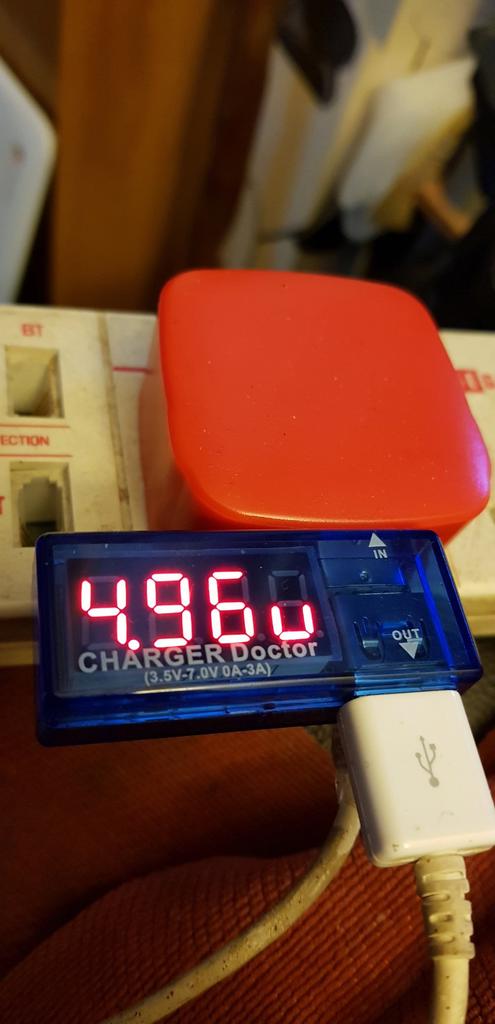 BT
ECTION
IN
4.96u
OUT
CHARGER Doctor
(3.5V-7.0V 0A-3A)